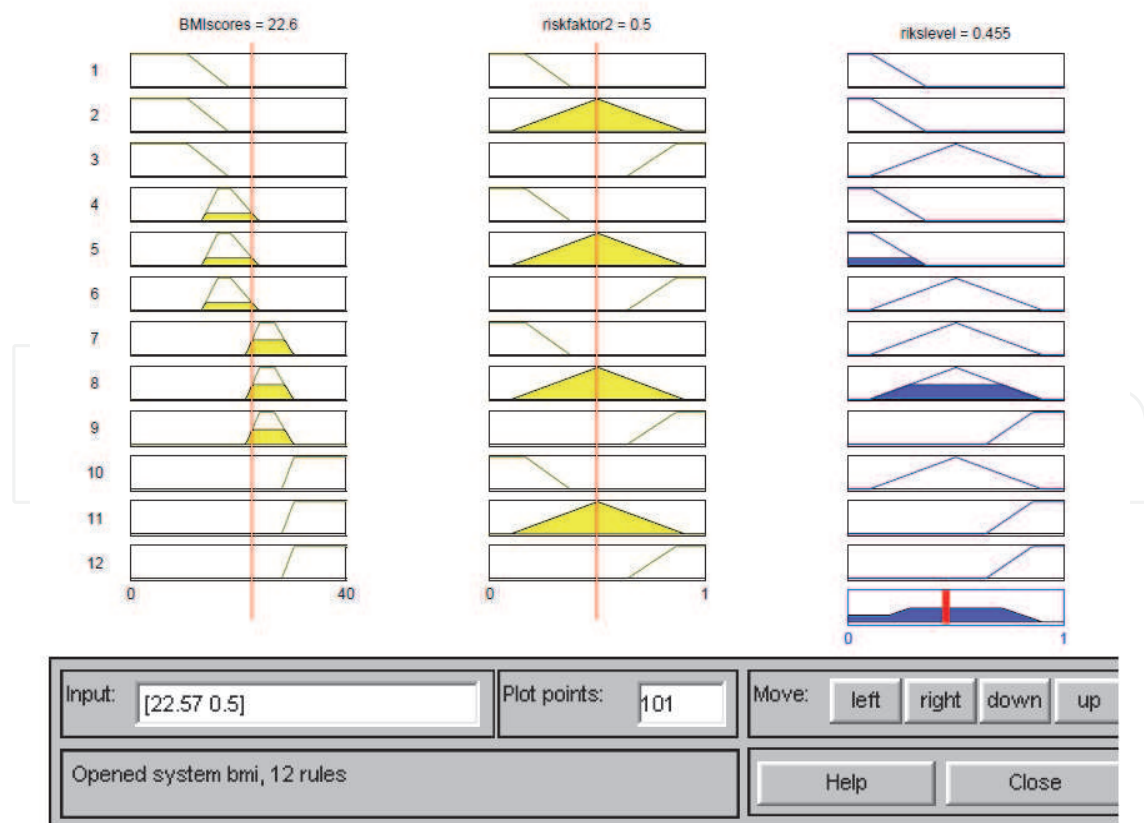 BMIscores = 22.6
riskfaktor2 = 0.5
rikslevel = 0.455
1
2
3
4
5
6
7
8
9
10
11
12
0 40
0 1
0 1
Input: [22.57 0.5]
Plot points: 101
Move: left right down up
Opened system bmi, 12 rules
Help Close